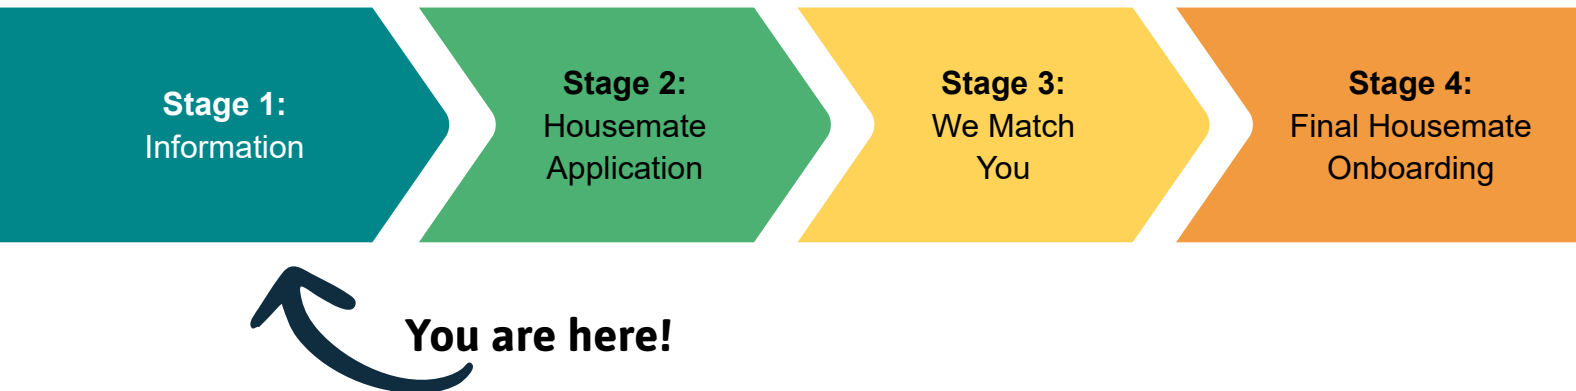 Stage 1:
Information
Stage 2:
Housemate
Application
Stage 3:
We Match
You
Stage 4:
Final Housemate
Onboarding
You are here!